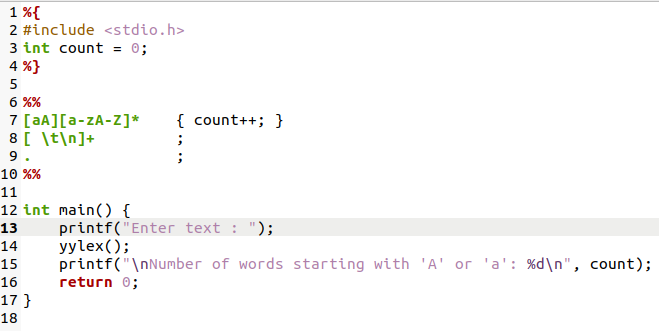 1 %{
2 #include <stdio.h>
3 int count = 0;
4 %}
5
6 %%
7 [aA][a-zA-Z]*    { count++; }
8 [ \t\n]+         ;
9 .                ;
10 %%
11
12 int main() {
13     printf("Enter text : ");
14     yylex();
15     printf("\nNumber of words starting with 'A' or 'a': %d\n", count);
16     return 0;
17 }
18